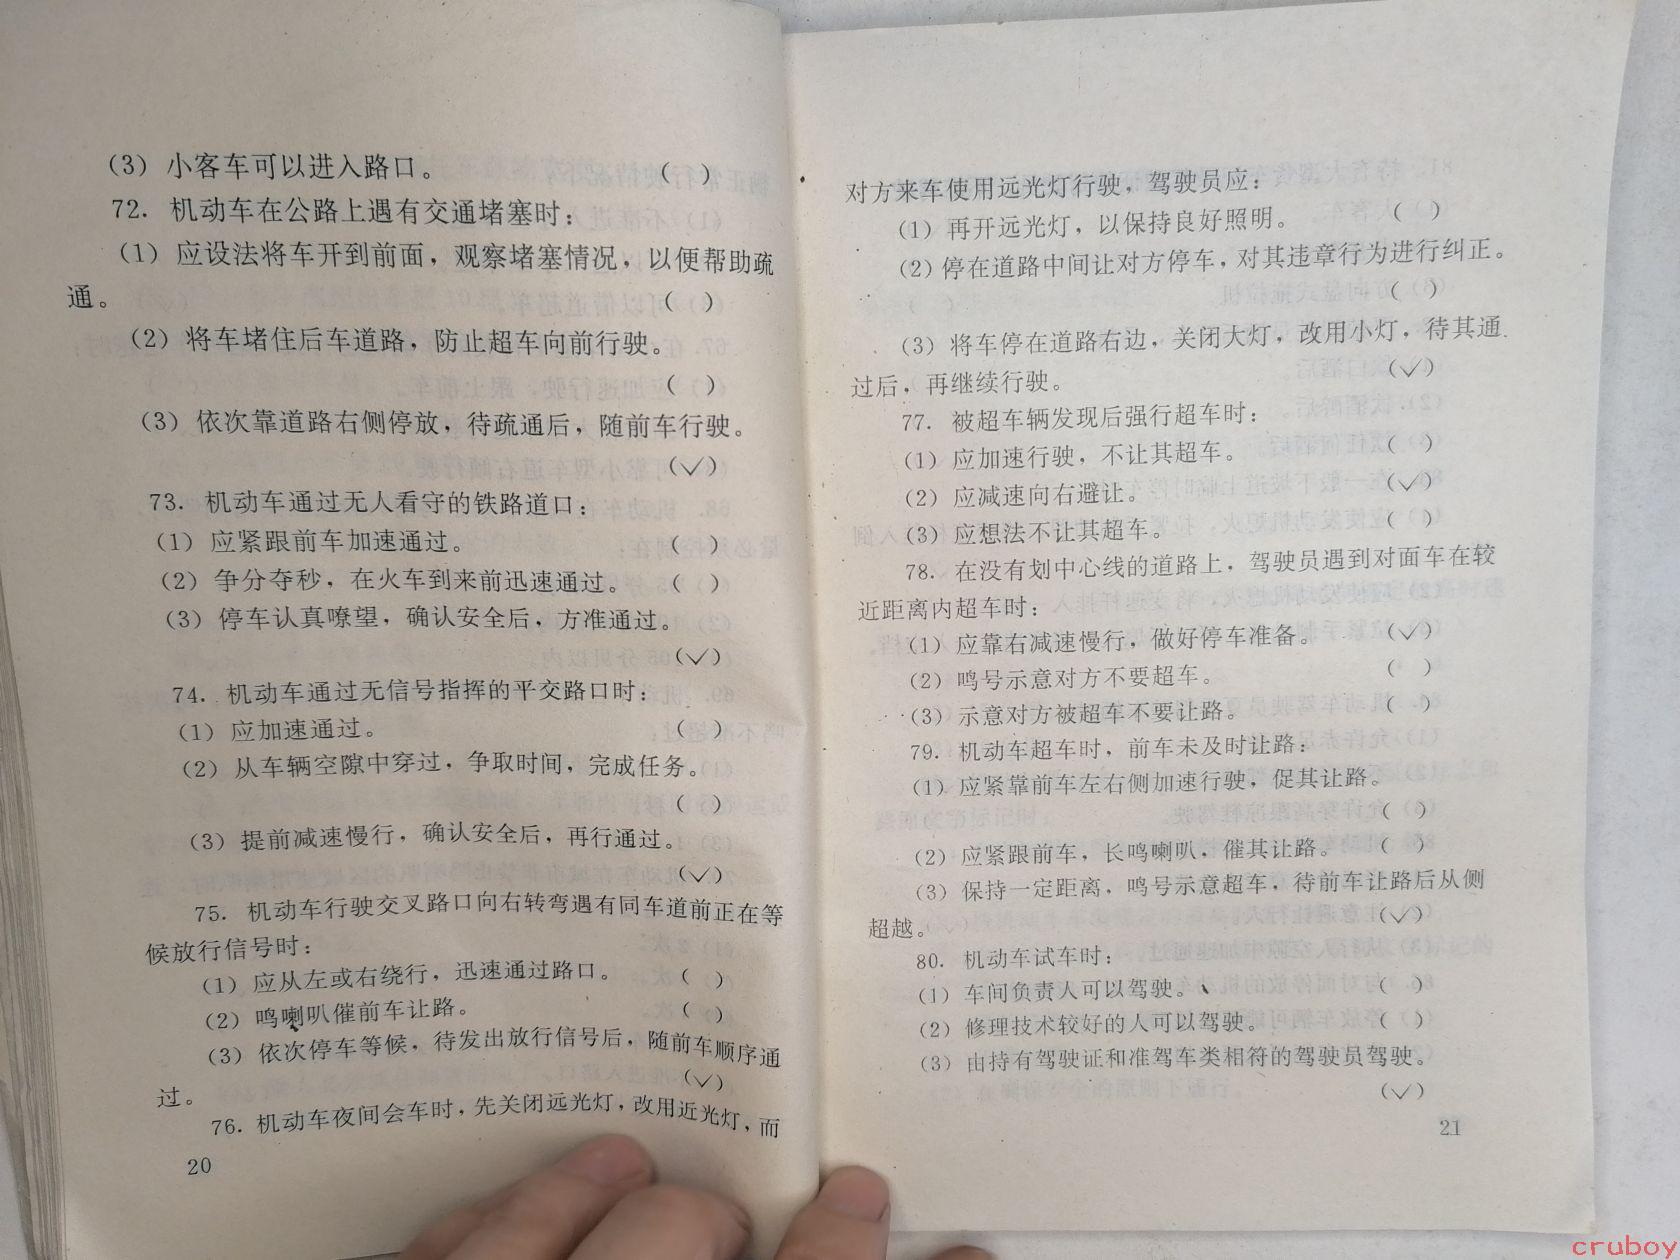 (3) 小客车可以进入路口。 ( )
72. 机动车在公路上遇有交通堵塞时:
(1) 应设法将车开到前面，观察堵塞情况，以便帮助疏
通。 ( )
(2) 将车堵住后车道路，防止超车向前行驶。
( )
(3) 依次靠道路右侧停放，待疏通后，随前车行驶。
(✓)
73. 机动车通过无人看守的铁路道口:
(1) 应紧跟前车加速通过。 ( )
(2) 争分夺秒，在火车到来前迅速通过。 ( )
(3) 停车认真嘹望，确认安全后，方准通过。
(✓)
74. 机动车通过无信号指挥的平交路口时:
(1) 应加速通过。 ( )
(2) 从车辆空隙中穿过，争取时间，完成任务。
( )
(3) 提前减速慢行，确认安全后，再行通过。
(✓)
75. 机动车行驶交叉路口向右转弯遇有同车道前正在等
候放行信号时:
(1) 应从左或右绕行，迅速通过路口。 ( )
(2) 鸣喇叭催前车让路。 ( )
(3) 依次停车等候，待发出放行信号后，随前车顺序通
过。 (✓)
76. 机动车夜间会车时，先关闭远光灯，改用近光灯，而
20
对方来车使用远光灯行驶，驾驶员应:
(1) 再开远光灯，以保持良好照明。 ( )
(2) 停在道路中间让对方停车，对其违章行为进行纠正。
( )
(3) 将车停在道路右边，关闭大灯，改用小灯，待其通
过后，再继续行驶。 (✓)
77. 被超车辆发现后强行超车时:
(1) 应加速行驶，不让其超车。 ( )
(2) 应减速向右避让。 (✓)
(3) 应想法不让其超车。 ( )
78. 在没有划中心线的道路上，驾驶员遇到对面车在较
近距离内超车时:
(1) 应靠右减速慢行，做好停车准备。 (✓)
(2) 鸣号示意对方不要超车。 ( )
(3) 示意对方被超车不要让路。 ( )
79. 机动车超车时，前车未及时让路:
(1) 应紧靠前车左右侧加速行驶，促其让路。
( )
(2) 应紧跟前车，长鸣喇叭，催其让路。 ( )
(3) 保持一定距离，鸣号示意超车，待前车让路后从侧
超越。 (✓)
80. 机动车试车时:
(1) 车间负责人可以驾驶。 ( )
(2) 修理技术较好的人可以驾驶。 ( )
(3) 由持有驾驶证和准驾车类相符的驾驶员驾驶。
(✓)
21
cruboy